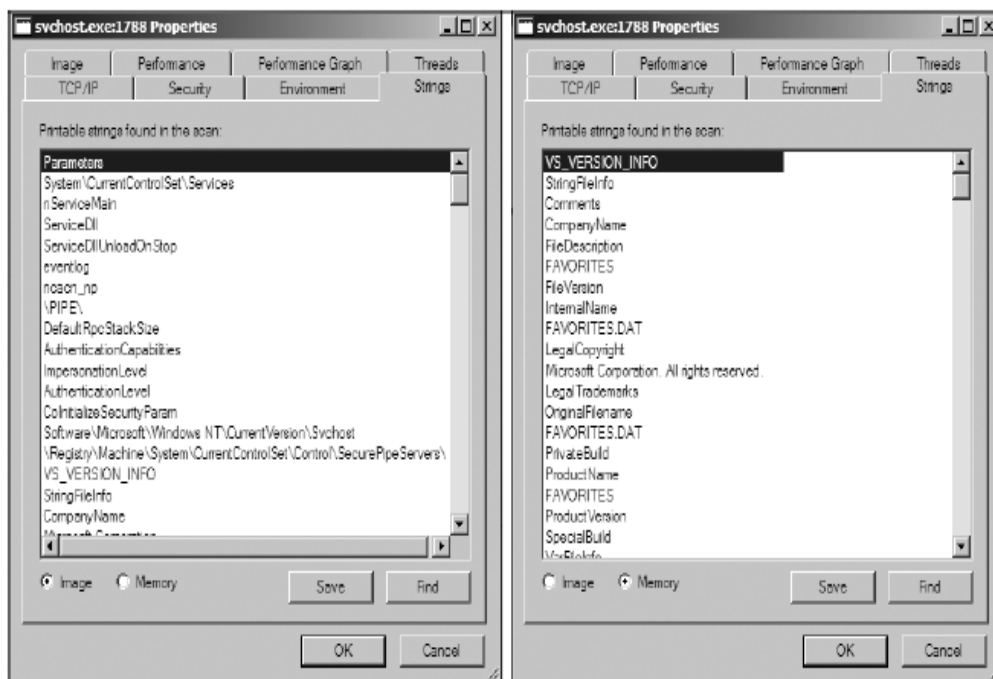 svchost.exe:1788 Properties
Image Performance Performance Graph Threads
TCP/IP Security Environment Strings
Printable strings found in the scan:
Parameters
System\CurrentControlSet\Services
nServiceMain
ServiceDll
ServiceDllUnloadOnStop
eventlog
ncacn_np
\PIPE\
DefaultRpcStackSize
AuthenticationCapabilities
ImpersonationLevel
AuthenticationLevel
CoInitializeSecurityParam
Software\Microsoft\Windows NT\CurrentVersion\Svchost
\Registry\Machine\System\CurrentControlSet\Control\SecurePipeServers\
VS_VERSION_INFO
StringFileInfo
CompanyName
Microsoft Corporation
Image Memory Save Find
OK Cancel
svchost.exe:1788 Properties
Image Performance Performance Graph Threads
TCP/IP Security Environment Strings
Printable strings found in the scan:
VS_VERSION_INFO
StringFileInfo
Comments
CompanyName
FileDescription
FAVORITES
FileVersion
InternalName
FAVORITES.DAT
LegalCopyright
Microsoft Corporation. All rights reserved.
LegalTrademarks
OriginalFilename
FAVORITES.DAT
PrivateBuild
ProductName
FAVORITES
ProductVersion
SpecialBuild
VarFileInfo
Image Memory Save Find
OK Cancel